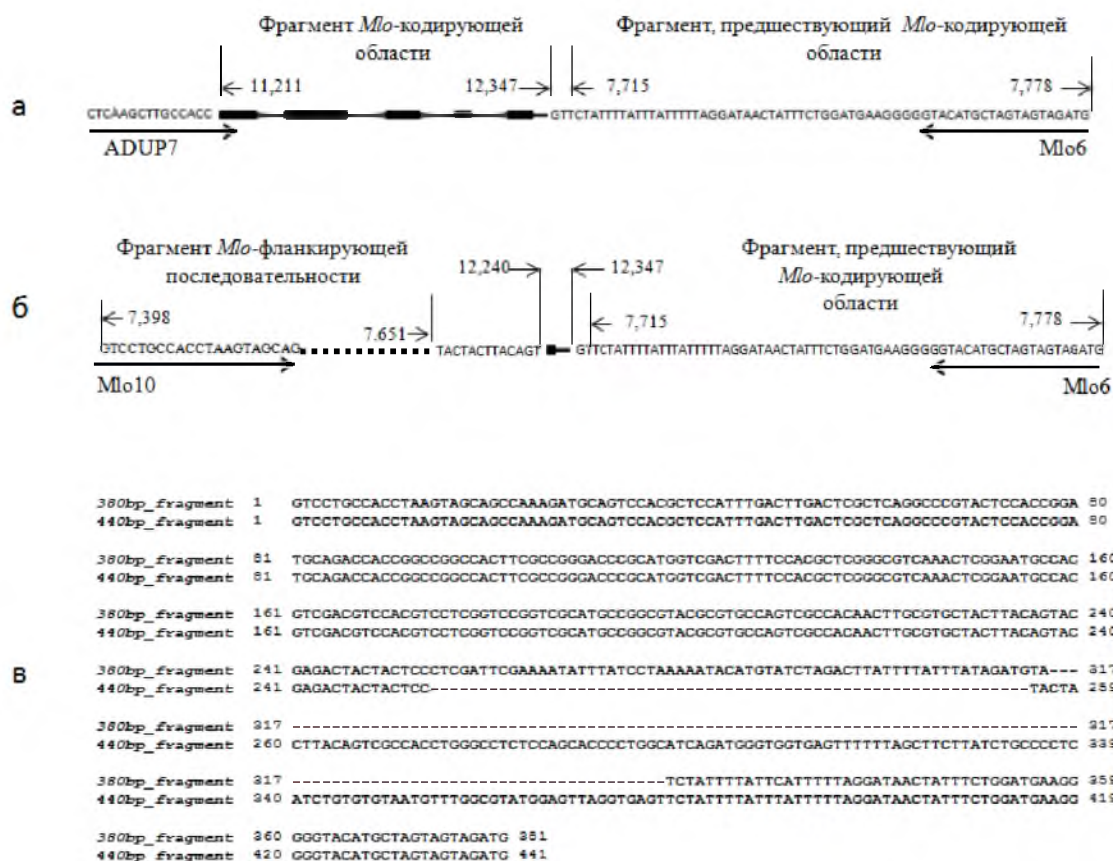 Фрагмент Mlo-кодирующей области
Фрагмент, предшествующий Mlo-кодирующей области
11,211
12,347
7,715
7,778
а
CTCAAGCTTGCCACC
GTTCTATTTTATTTATTTTTAGGATAACTATTTCTGGATGAAGGGGGTACATGCTAGTAGTAGATG
ADUP7
Mlo6
Фрагмент Mlo-фланкирующей последовательности
Фрагмент, предшествующий Mlo-кодирующей области
12,240
12,347
б
7,398
7.651
7,715
7,778
GTCCTGCCACCTAAGTAGCAG
TACTACTTACAGT
GTTCTATTTTATTTATTTTTAGGATAACTATTTCTGGATGAAGGGGGTACATGCTAGTAGTAGATG
Mlo10
Mlo6
в
380bp_fragment 1 GTCCTGCCACCTAAGTAGCAGCCAAAGATGCAGTCCACGCTCCATTTGACTTGACTCGCTCAGGCCCGTACTCCACCGGA 80
440bp_fragment 1 GTCCTGCCACCTAAGTAGCAGCCAAAGATGCAGTCCACGCTCCATTTGACTTGACTCGCTCAGGCCCGTACTCCACCGGA 80
380bp_fragment 81 TGCAGACCACCGGCCGGCCACTTCGCCGGGACCCGCATGGTCGACTTTTCCACGCTCGGGCGTCAAACTCGGAATGCCAC 160
440bp_fragment 81 TGCAGACCACCGGCCGGCCACTTCGCCGGGACCCGCATGGTCGACTTTTCCACGCTCGGGCGTCAAACTCGGAATGCCAC 160
380bp_fragment 161 GTCGACGTCCACGTCCTCGGTCCGGTCGCATGCCGGCGTACGCGTGCCAGTCGCCACAACTTGCGTGCTACTTACAGTAC 240
440bp_fragment 161 GTCGACGTCCACGTCCTCGGTCCGGTCGCATGCCGGCGTACGCGTGCCAGTCGCCACAACTTGCGTGCTACTTACAGTAC 240
380bp_fragment 241 GAGACTACTACTCCCTCGATTCGAAAATATTTATCCTAAAAATACATGTATCTAGACTTATTTTATTTATAGATGTA--- 317
440bp_fragment 241 GAGACTACTACTCC-------------------------------------------------------------TACTA 259
380bp_fragment 317 -------------------------------------------------------------------------------- 317
440bp_fragment 260 CTTACAGTCGCCACCTGGGCCTCTCCAGCACCCCTGGCATCAGATGGGTGGTGAGTTTTTTAGCTTCTTATCTGCCCCTC 339
380bp_fragment 317 --------------------------------------TCTATTTTATTCATTTTTAGGATAACTATTTCTGGATGAAGG 359
440bp_fragment 340 ATCTGTGTGTAATGTTTGGCGTATGGAGTTAGGTGAGTTCTATTTTATTTATTTTTAGGATAACTATTTCTGGATGAAGG 419
380bp_fragment 360 GGGTACATGCTAGTAGTAGATG 381
440bp_fragment 420 GGGTACATGCTAGTAGTAGATG 441